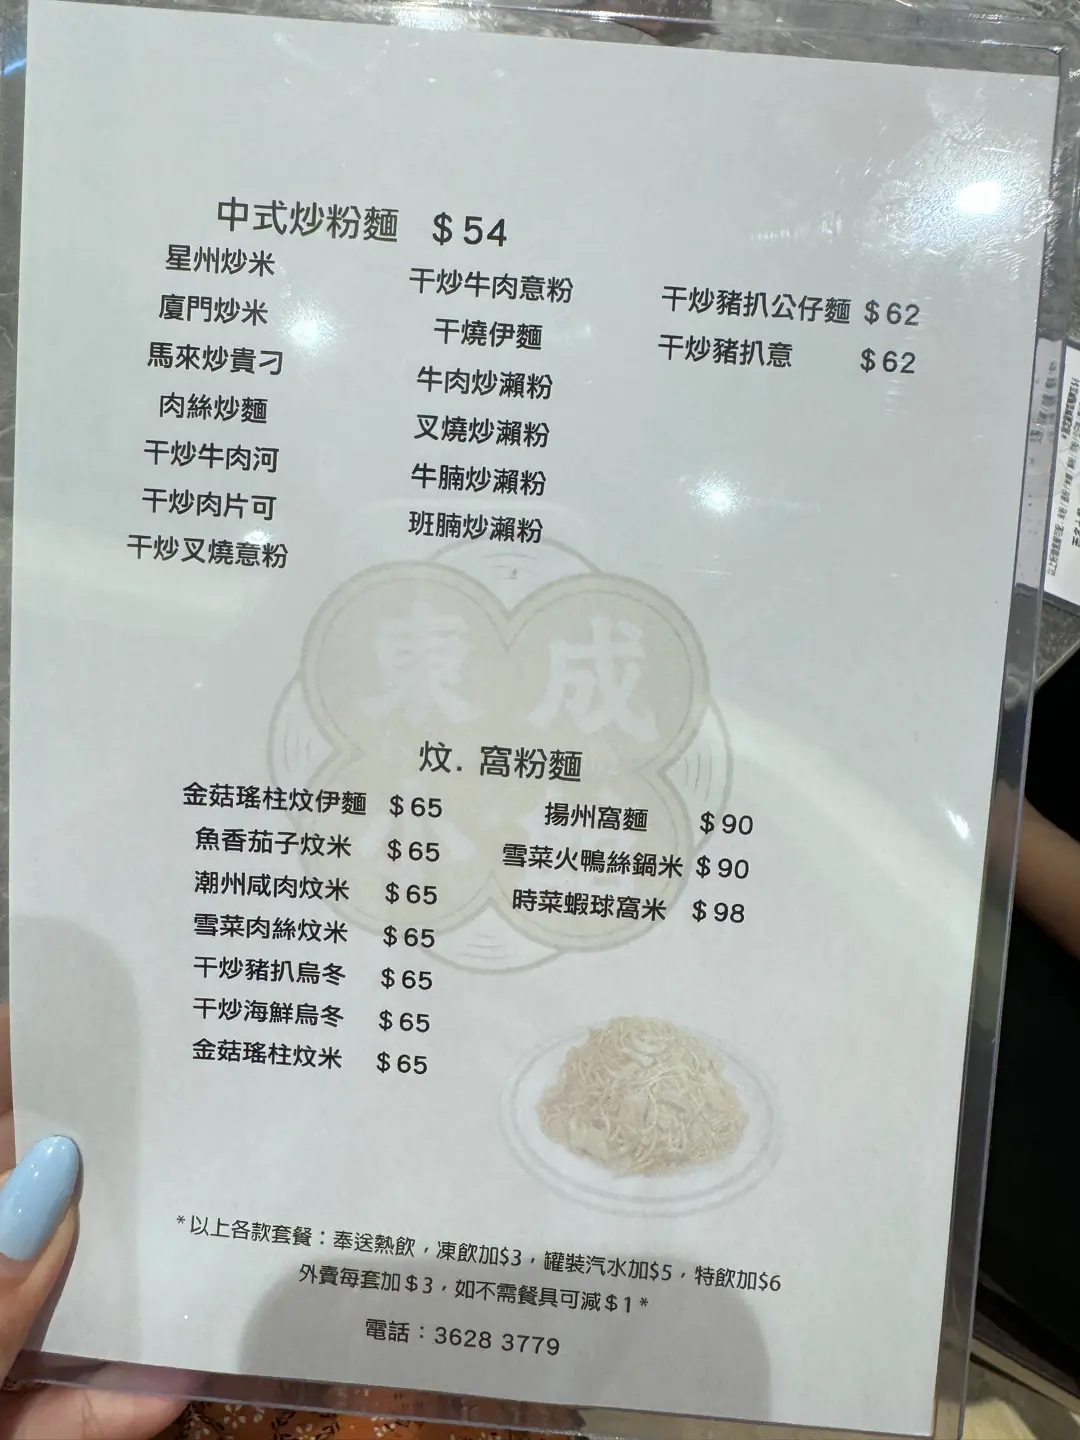 中式炒粉麵 $54
星州炒米
廈門炒米
馬來炒貴刁
肉絲炒麵
干炒牛肉河
干炒肉片可
干炒叉燒意粉
干炒牛肉意粉
干燒伊麵
牛肉炒瀨粉
叉燒炒瀨粉
牛腩炒瀨粉
班腩炒瀨粉
干炒豬扒公仔麵 $62
干炒豬扒意 $62
東成
炆. 窩粉麵
金菇瑤柱炆伊麵 $65
魚香茄子炆米 $65
潮州咸肉炆米 $65
雪菜肉絲炆米 $65
干炒豬扒烏冬 $65
干炒海鮮烏冬 $65
金菇瑤柱炆米 $65
揚州窩麵 $90
雪菜火鴨絲鍋米 $90
時菜蝦球窩米 $98
*以上各款套餐：奉送熱飲，凍飲加$3，罐裝汽水加$5，特飲加$6
外賣每套加$3，如不需餐具可減$1*
電話：3628 3779